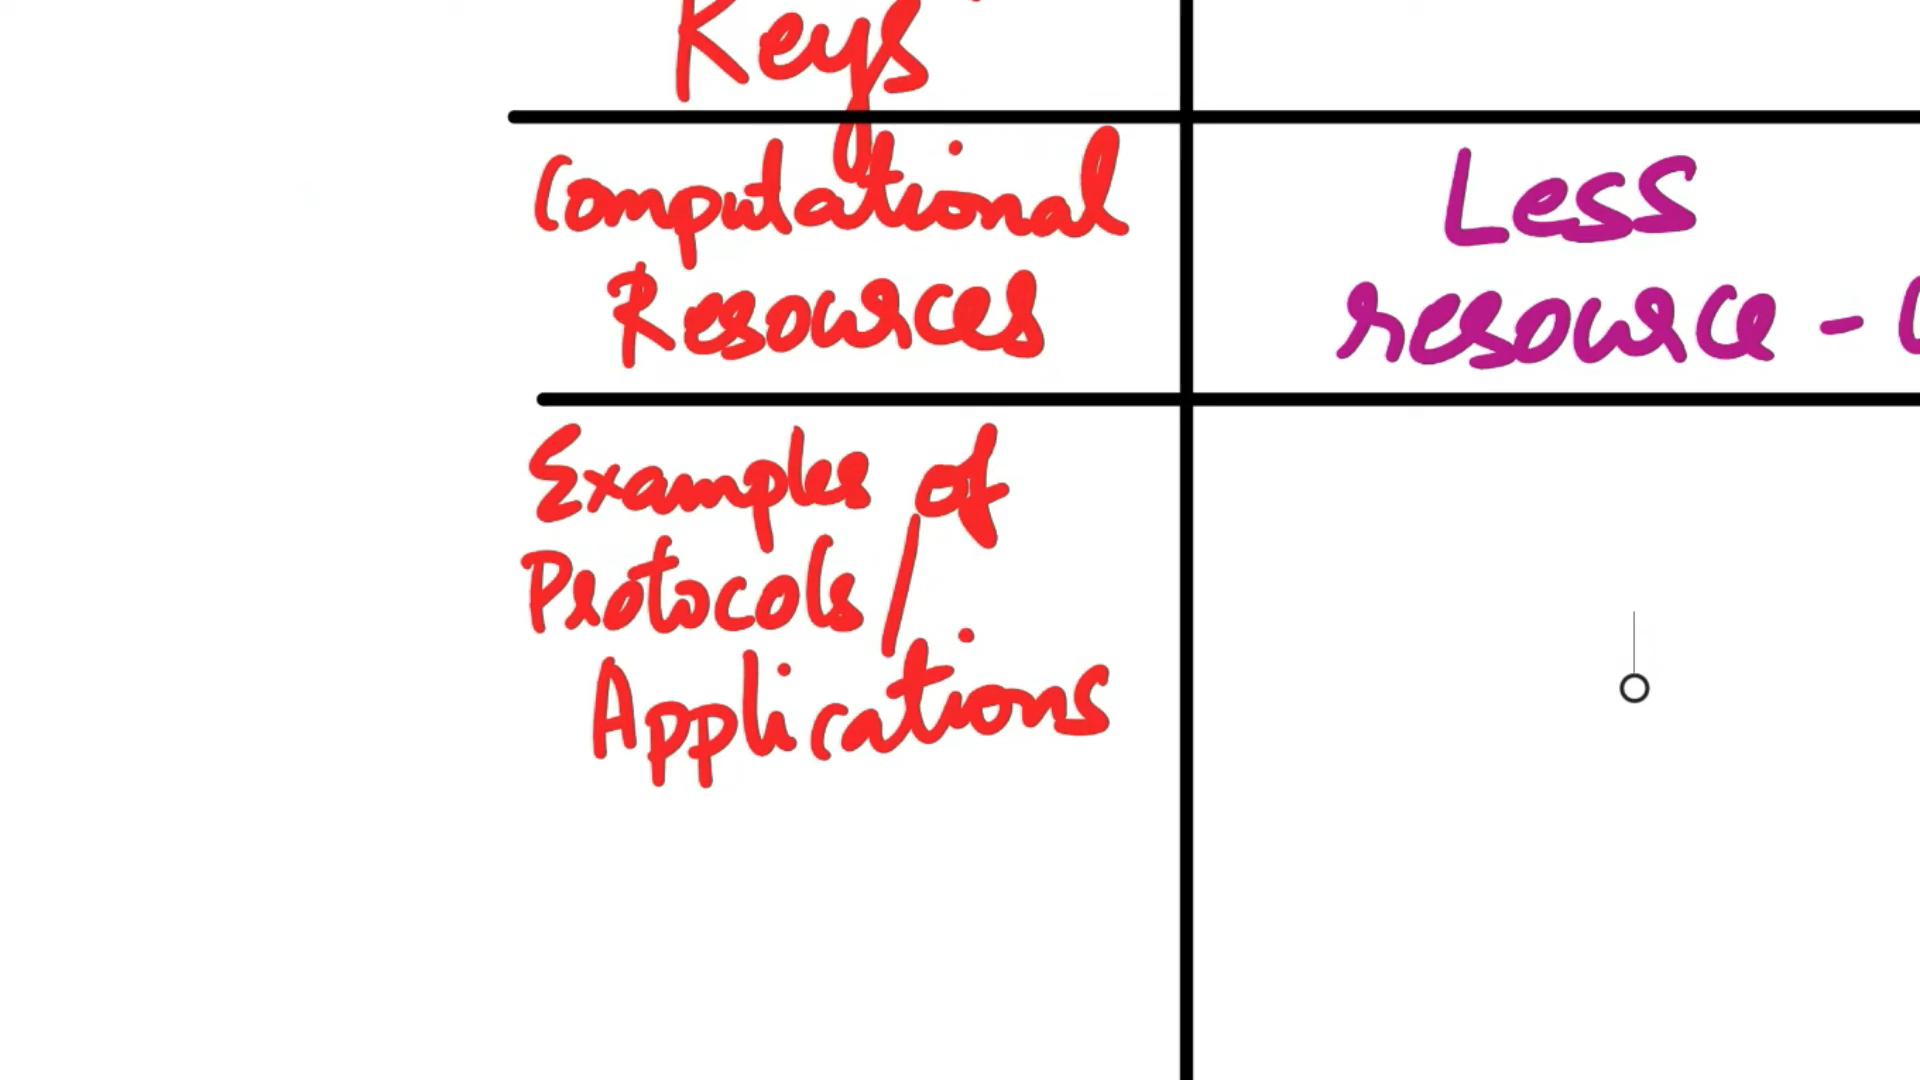 Keys
Computational
Resources
Less
resource -
Examples of
Protocols/
Applications